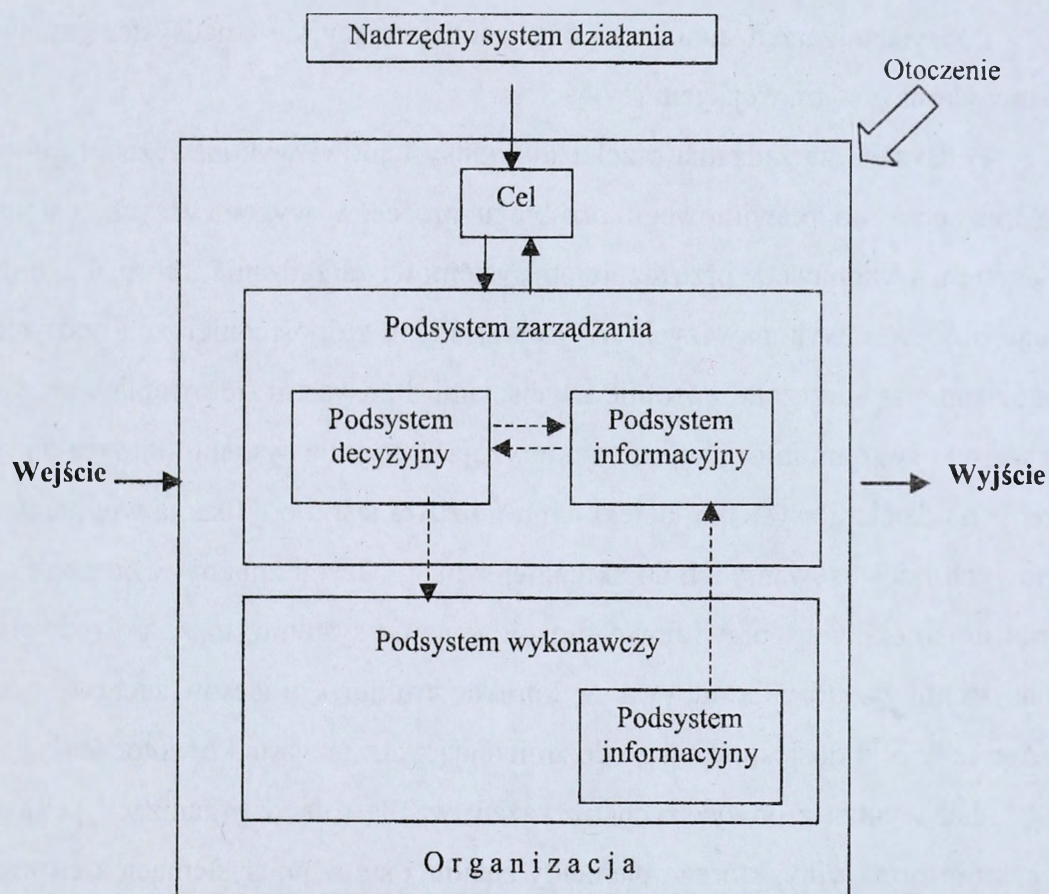 Nadrzędny system działania
Otoczenie
Cel
Podsystem zarządzania
Podsystem
decyzyjny
Podsystem
informacyjny
Wejście
Wyjście
Podsystem wykonawczy
Podsystem
informacyjny
Organizacja